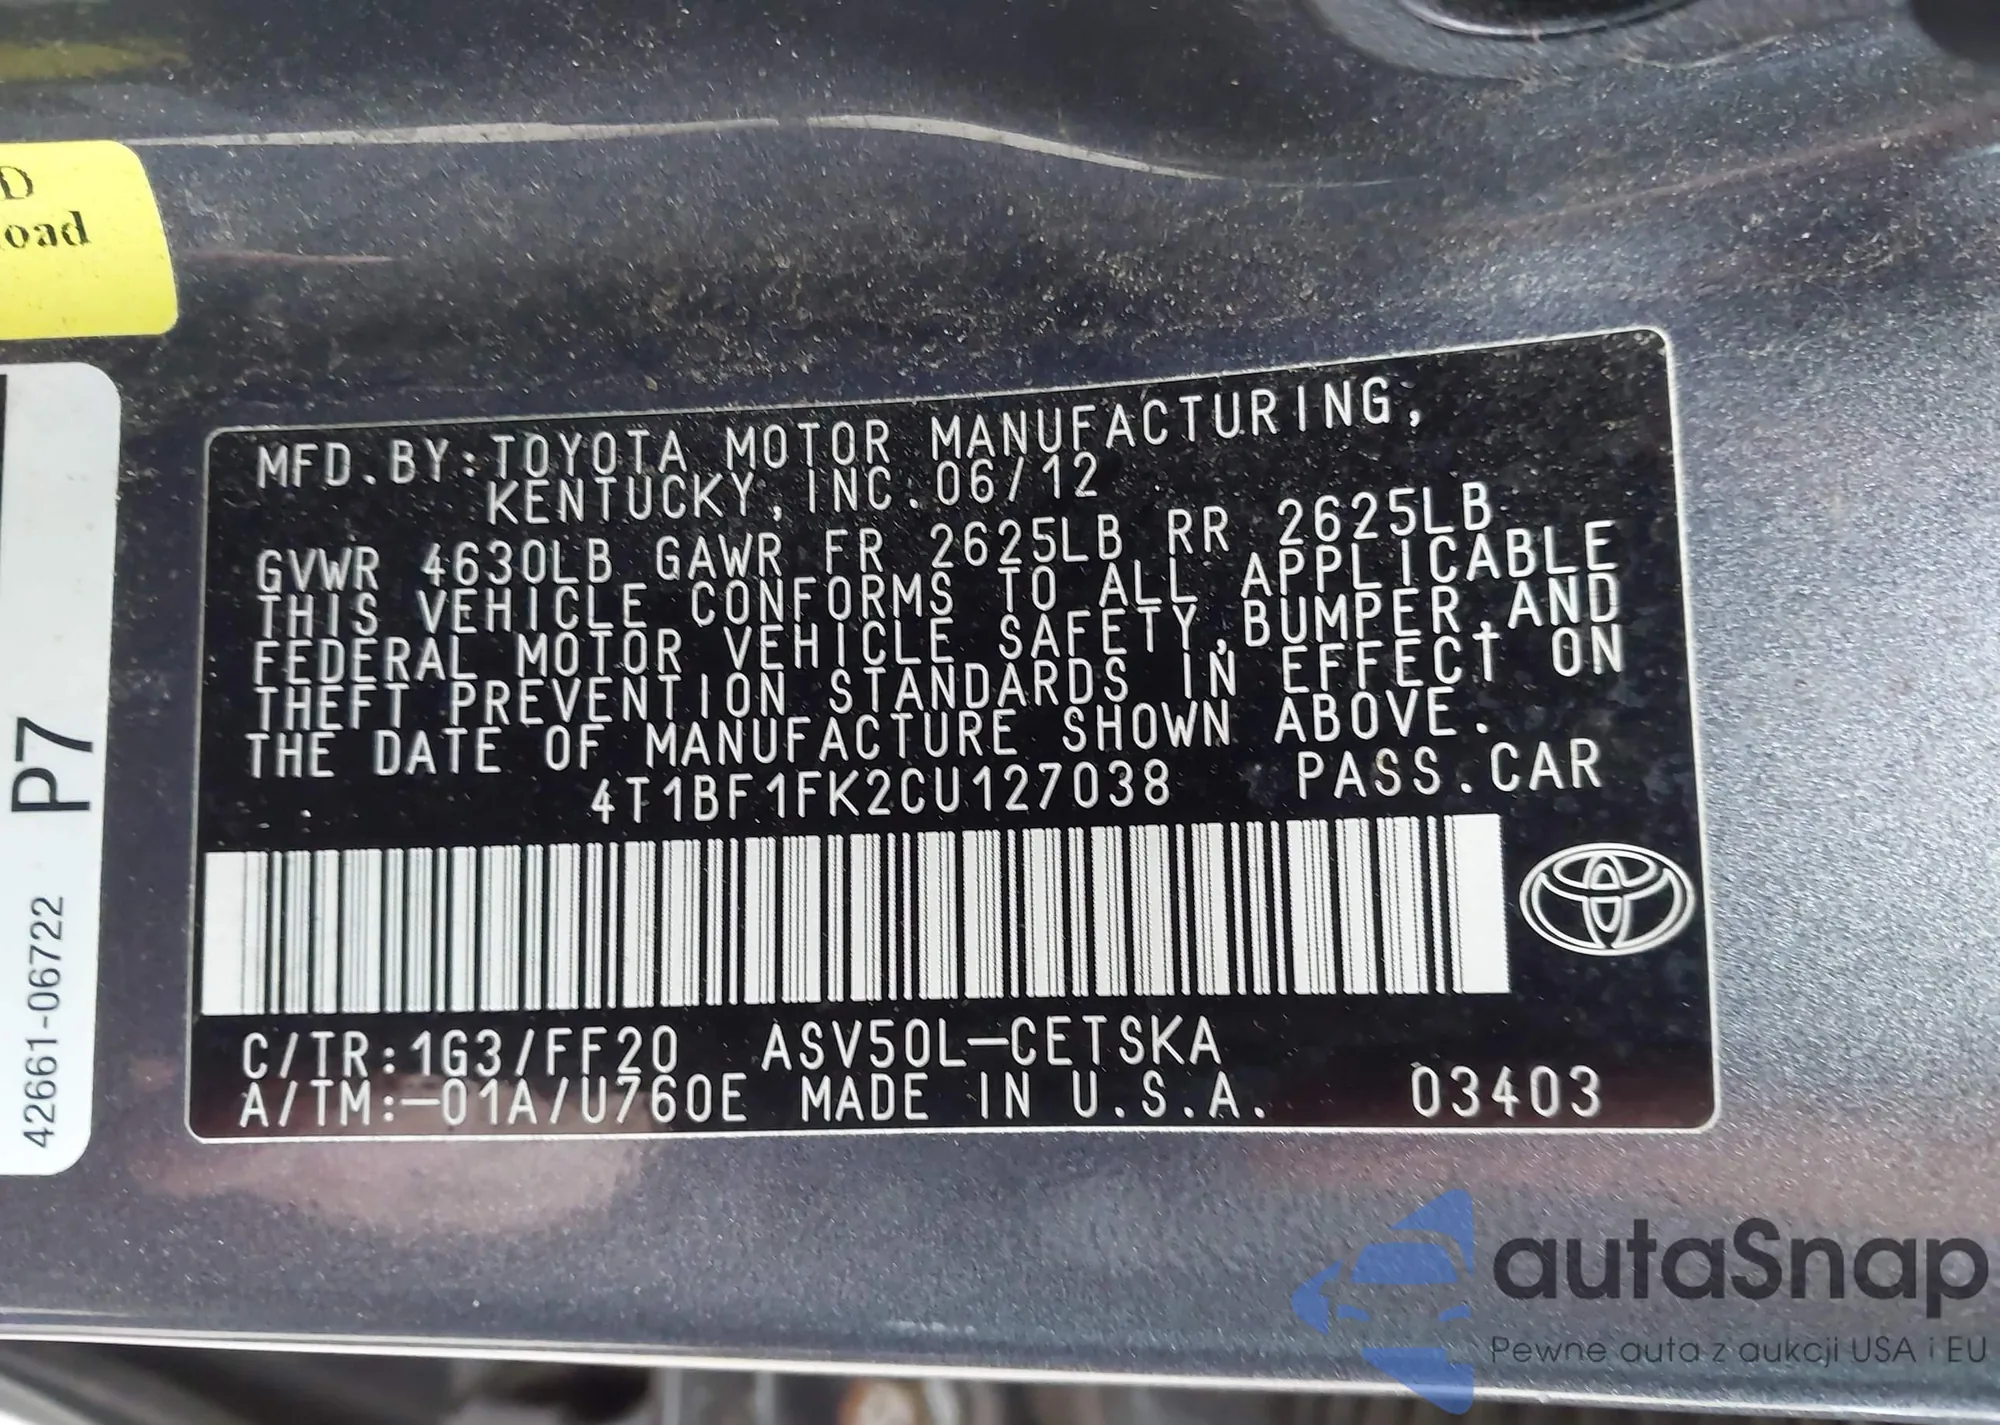 D
oad
P7
42661-06722
MFD.BY:TOYOTA MOTOR MANUFACTURING,
KENTUCKY, INC.06/12
GVWR 4630LB GAWR FR 2625LB RR 2625LB
THIS VEHICLE CONFORMS TO ALL APPLICABLE
FEDERAL MOTOR VEHICLE SAFETY,BUMPER,AND
THEFT PREVENTION STANDARDS IN EFFECT ON
THE DATE OF MANUFACTURE SHOWN ABOVE.
4T1BF1FK2CU127038 PASS.CAR
C/TR:1G3/FF20 ASV50L-CETSKA
A/TM:-01A/U760E MADE IN U.S.A. 03403
autaSnap
Pewne auta z aukcji USA i EU